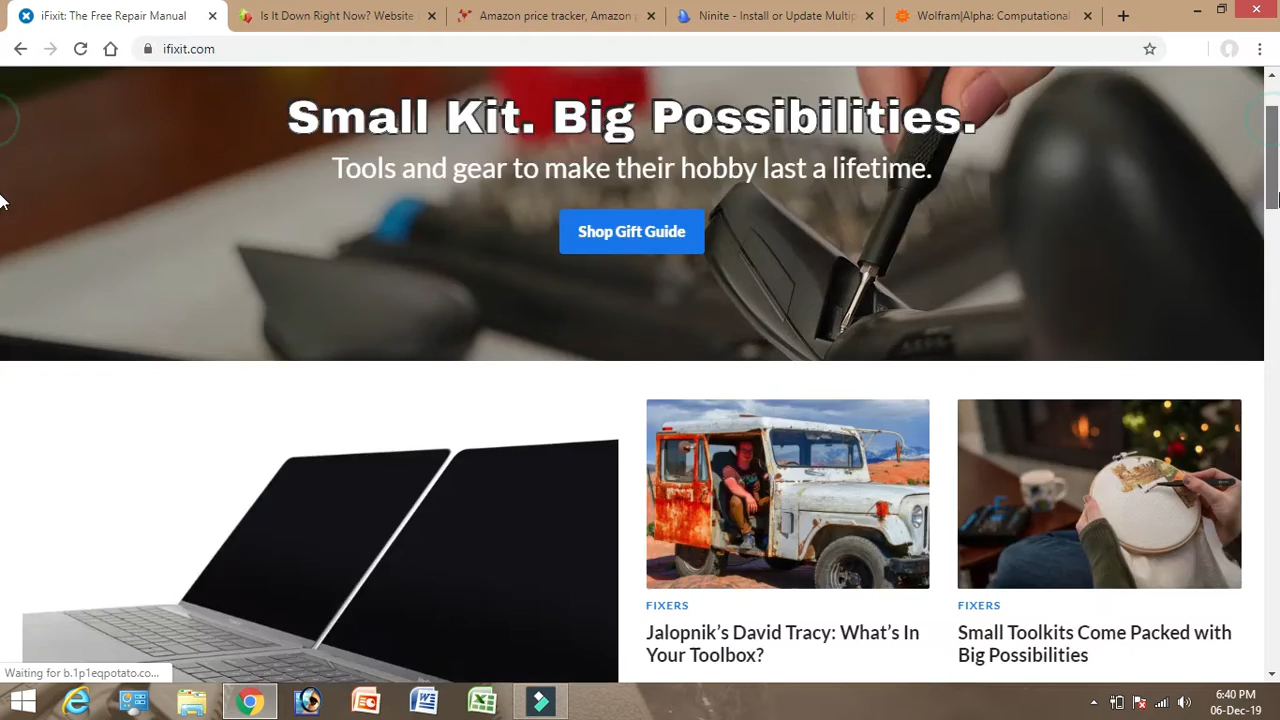 iFixit: The Free Repair Manual
Is It Down Right Now? Website
Amazon price tracker, Amazon p
Ninite - Install or Update Multip
Wolfram|Alpha: Computational
ifixit.com
Small Kit. Big Possibilities.
Tools and gear to make their hobby last a lifetime.
Shop Gift Guide
FIXERS
Jalopnik's David Tracy: What's In
Your Toolbox?
FIXERS
Small Toolkits Come Packed with
Big Possibilities
Waiting for b.1p1eqpotato.co...
6:40 PM
06-Dec-19